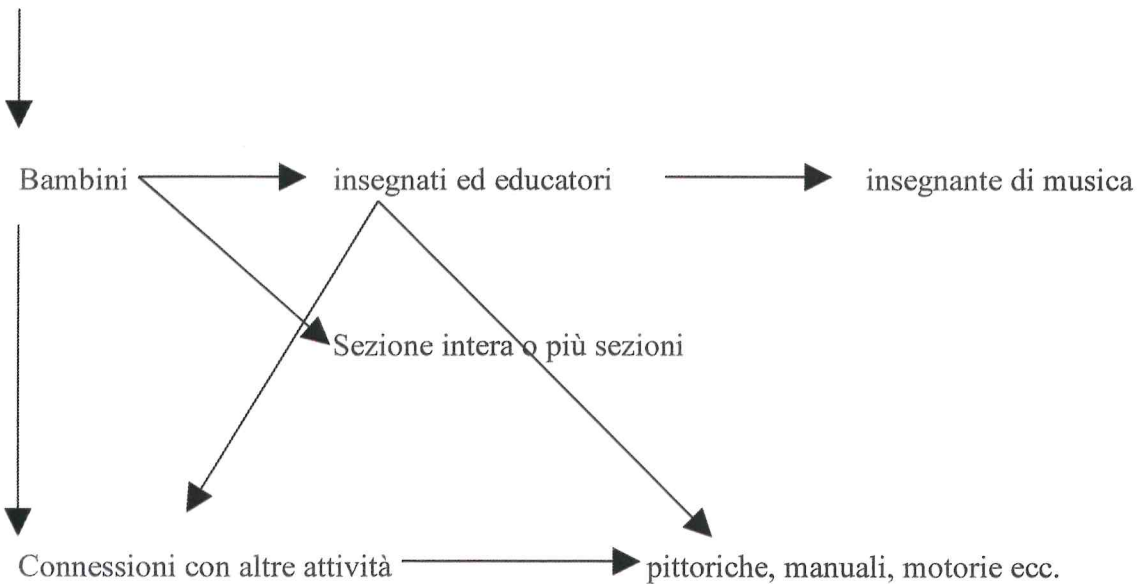 Bambini insegnati ed educatori insegnante di musica
Sezione intera o più sezioni
Connessioni con altre attività pittoriche, manuali, motorie ecc.